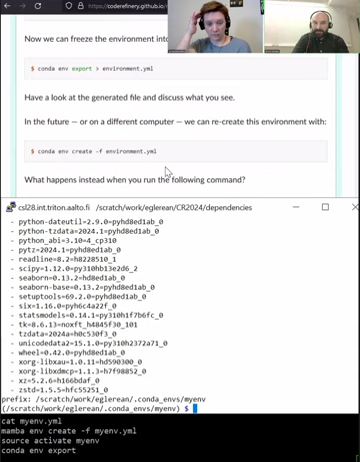 https://coderefinery.github.io/
Now we can freeze the environment into
$ conda env export > environment.yml
Have a look at the generated file and discuss what you see.
In the future — or on a different computer — we can re-create this environment with:
$ conda env create -f environment.yml
What happens instead when you run the following command?
csl28.int.triton.aalto.fi /scratch/work/eglerean/CR2024/dependencies
- python-dateutil=2.9.0=pyhd8ed1ab_0
- python-tzdata=2024.1=pyhd8ed1ab_0
- python_abi=3.10=4_cp310
- pytz=2024.1=pyhd8ed1ab_0
- readline=8.2=h8228510_1
- scipy=1.12.0=py310hb13e2d6_2
- seaborn=0.13.2=hd8ed1ab_0
- seaborn-base=0.13.2=pyhd8ed1ab_0
- setuptools=69.2.0=pyhd8ed1ab_0
- six=1.16.0=pyh6c4a22f_0
- statsmodels=0.14.1=py310h1f7b6fc_0
- tk=8.6.13=noxft_h4845f30_101
- tzdata=2024a=h0c530f3_0
- unicodedata2=15.1.0=py310h2372a71_0
- wheel=0.42.0=pyhd8ed1ab_0
- xorg-libxau=1.0.11=hd590300_0
- xorg-libxdmcp=1.1.3=h7f98852_0
- xz=5.2.6=h166bdaf_0
- zstd=1.5.5=hfc55251_0
prefix: /scratch/work/eglerean/.conda_envs/myenv
(/scratch/work/eglerean/.conda_envs/myenv) $
cat myenv.yml
mamba env create -f myenv.yml
source activate myenv
conda env export